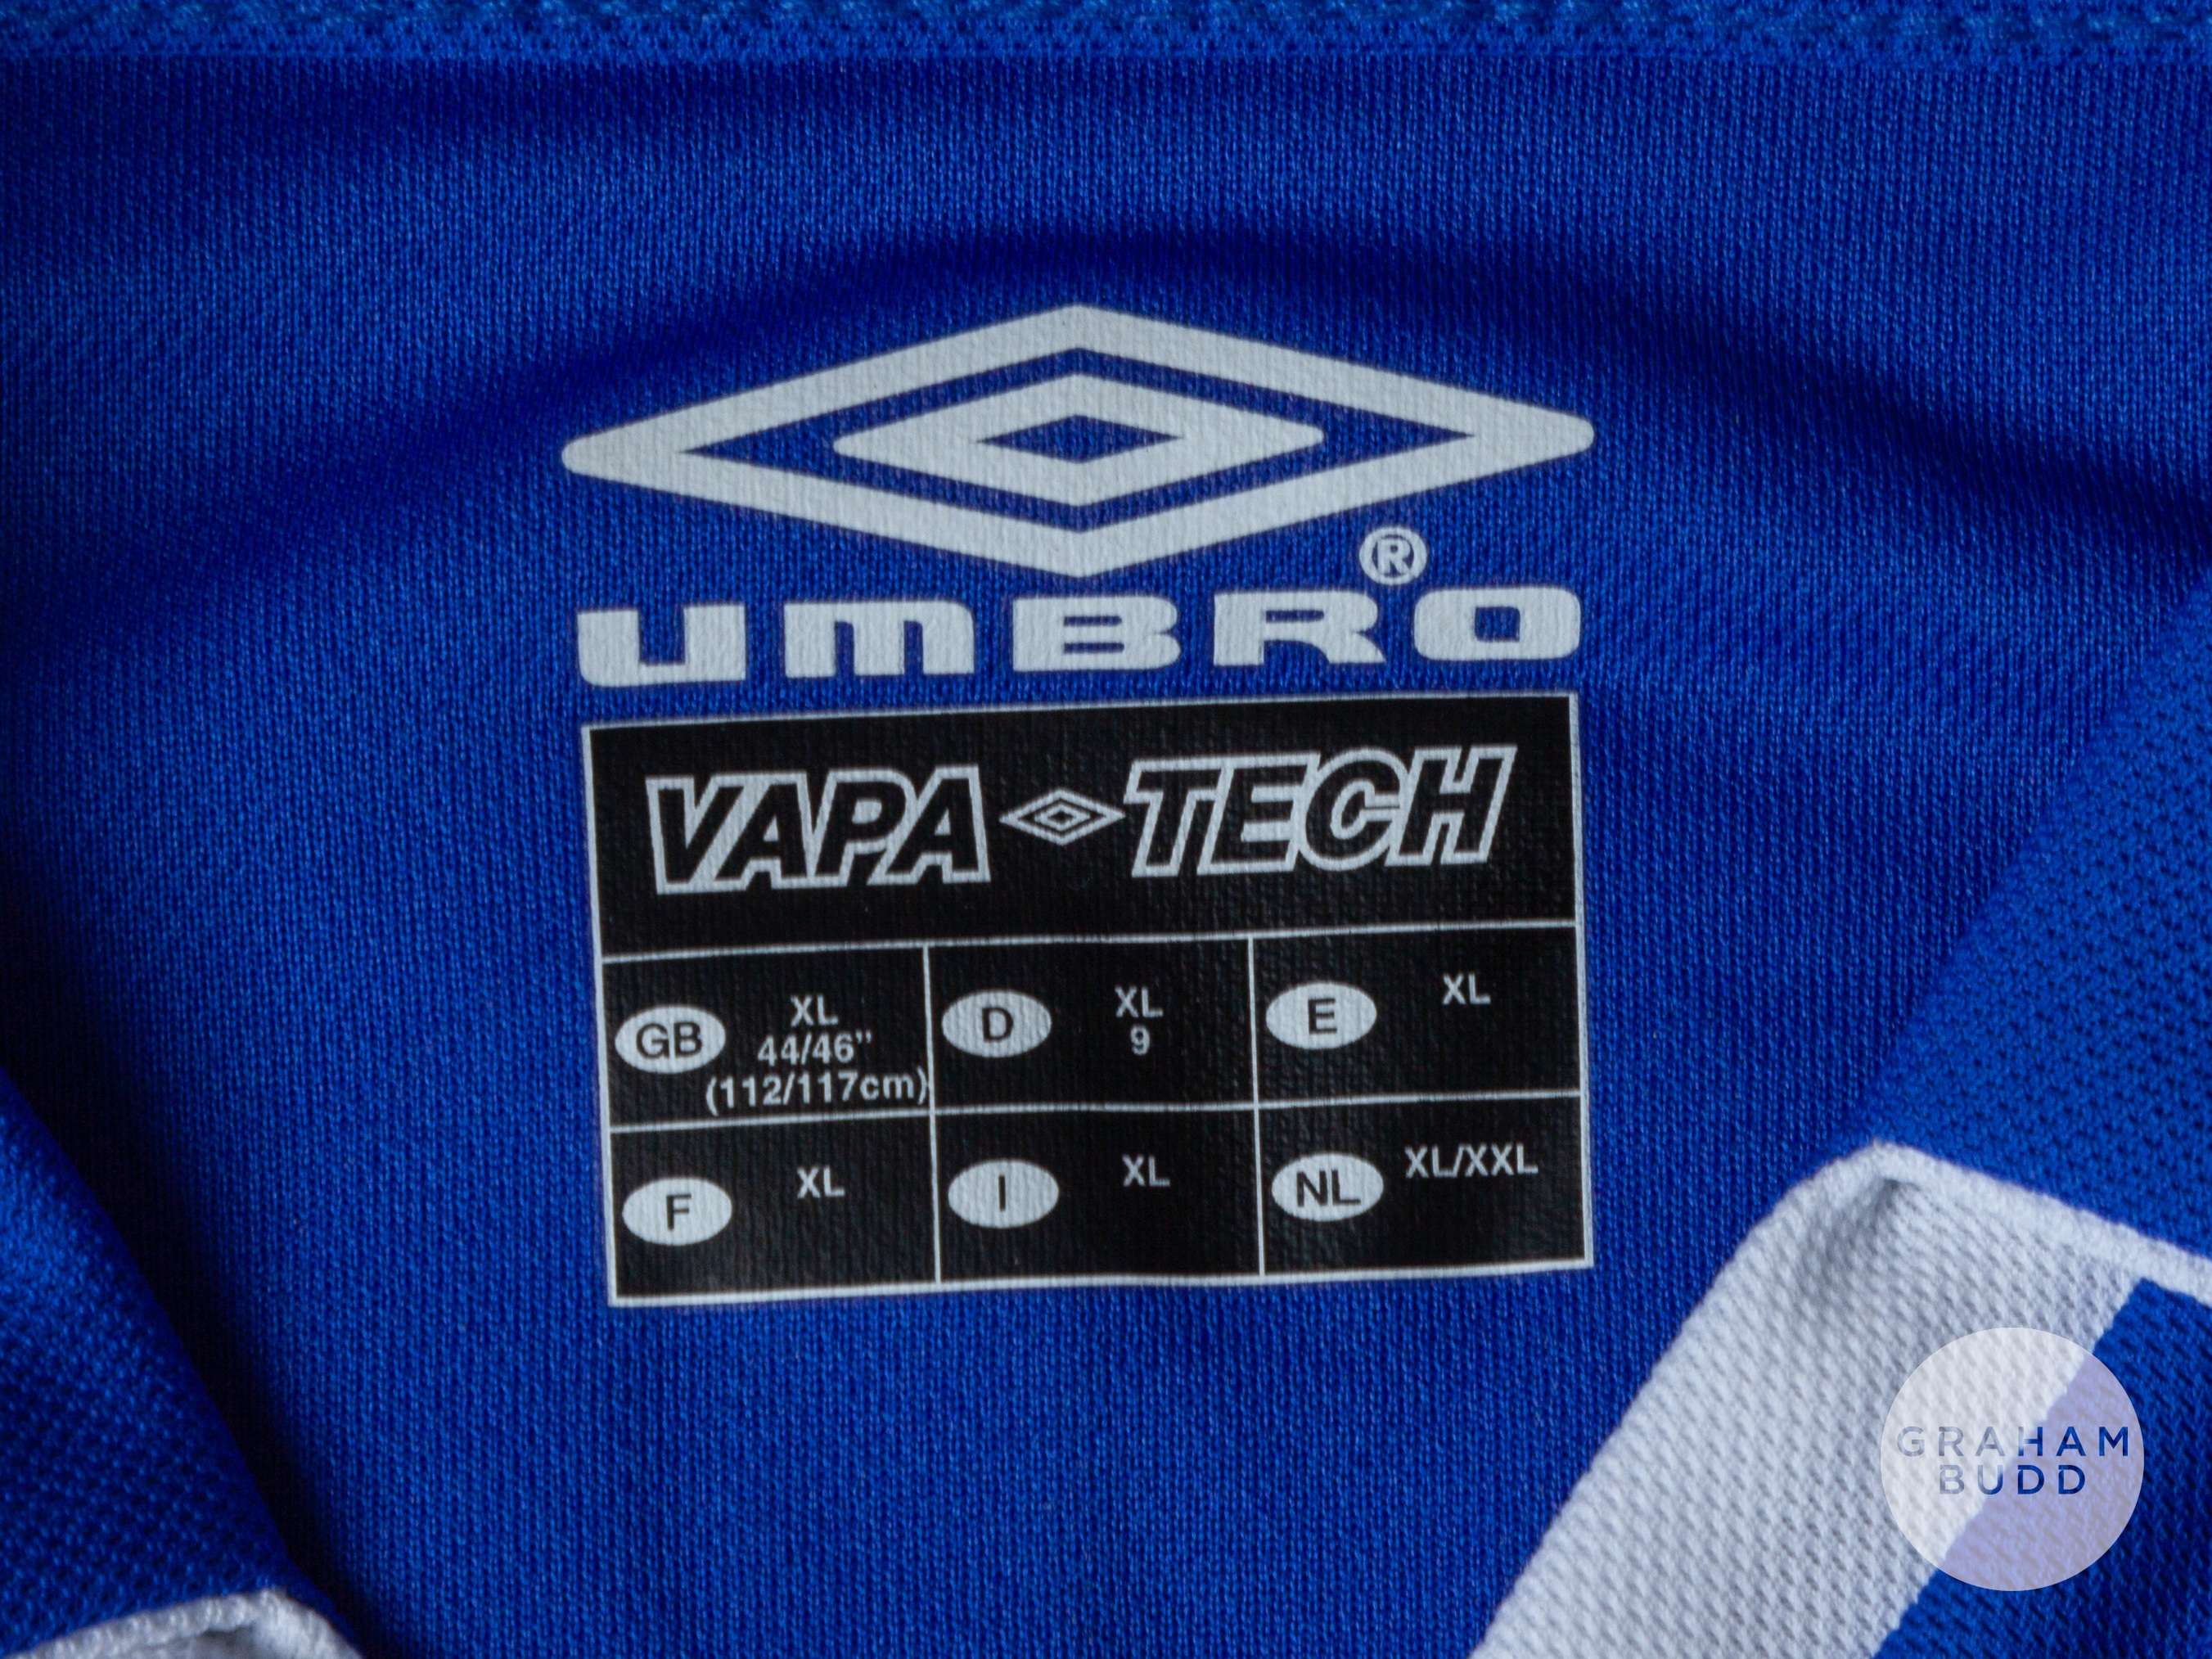 ®
UMBRO
VAPA TECH
GB XL 44/46" (112/117cm)
D XL 9
E XL
F XL
I XL
NL XL/XXL
GRAHAM
BUDD